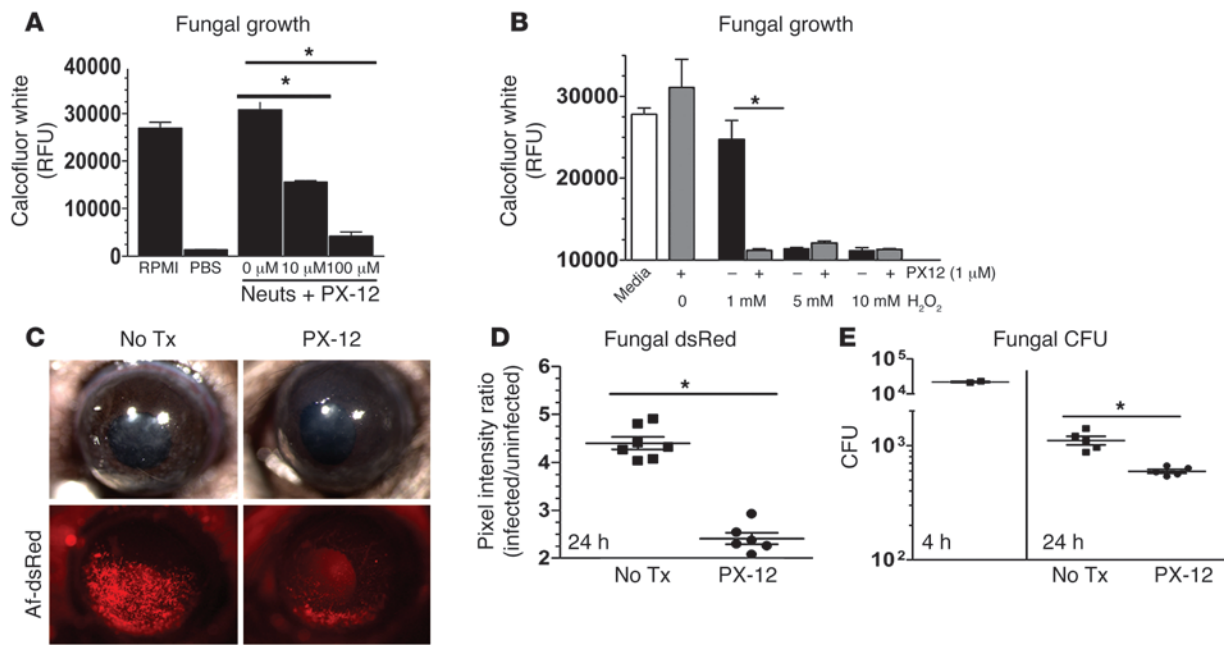 A
Fungal growth
Calcofluor white
(RFU)
40000
30000
20000
10000
0
*
*
RPMI PBS 0 µM 10 µM 100 µM
Neuts + PX-12
B
Fungal growth
Calcofluor white
(RFU)
30000
25000
20000
15000
10000
*
Media + − + − + − + PX12 (1 µM)
0 1 mM 5 mM 10 mM H₂O₂
C
No Tx PX-12
Af-dsRed
D
Fungal dsRed
Pixel intensity ratio
(infected/uninfected)
6
5
4
3
2
*
24 h
No Tx PX-12
E
Fungal CFU
CFU
10⁵
10⁴
10³
10²
*
4 h 24 h
No Tx PX-12